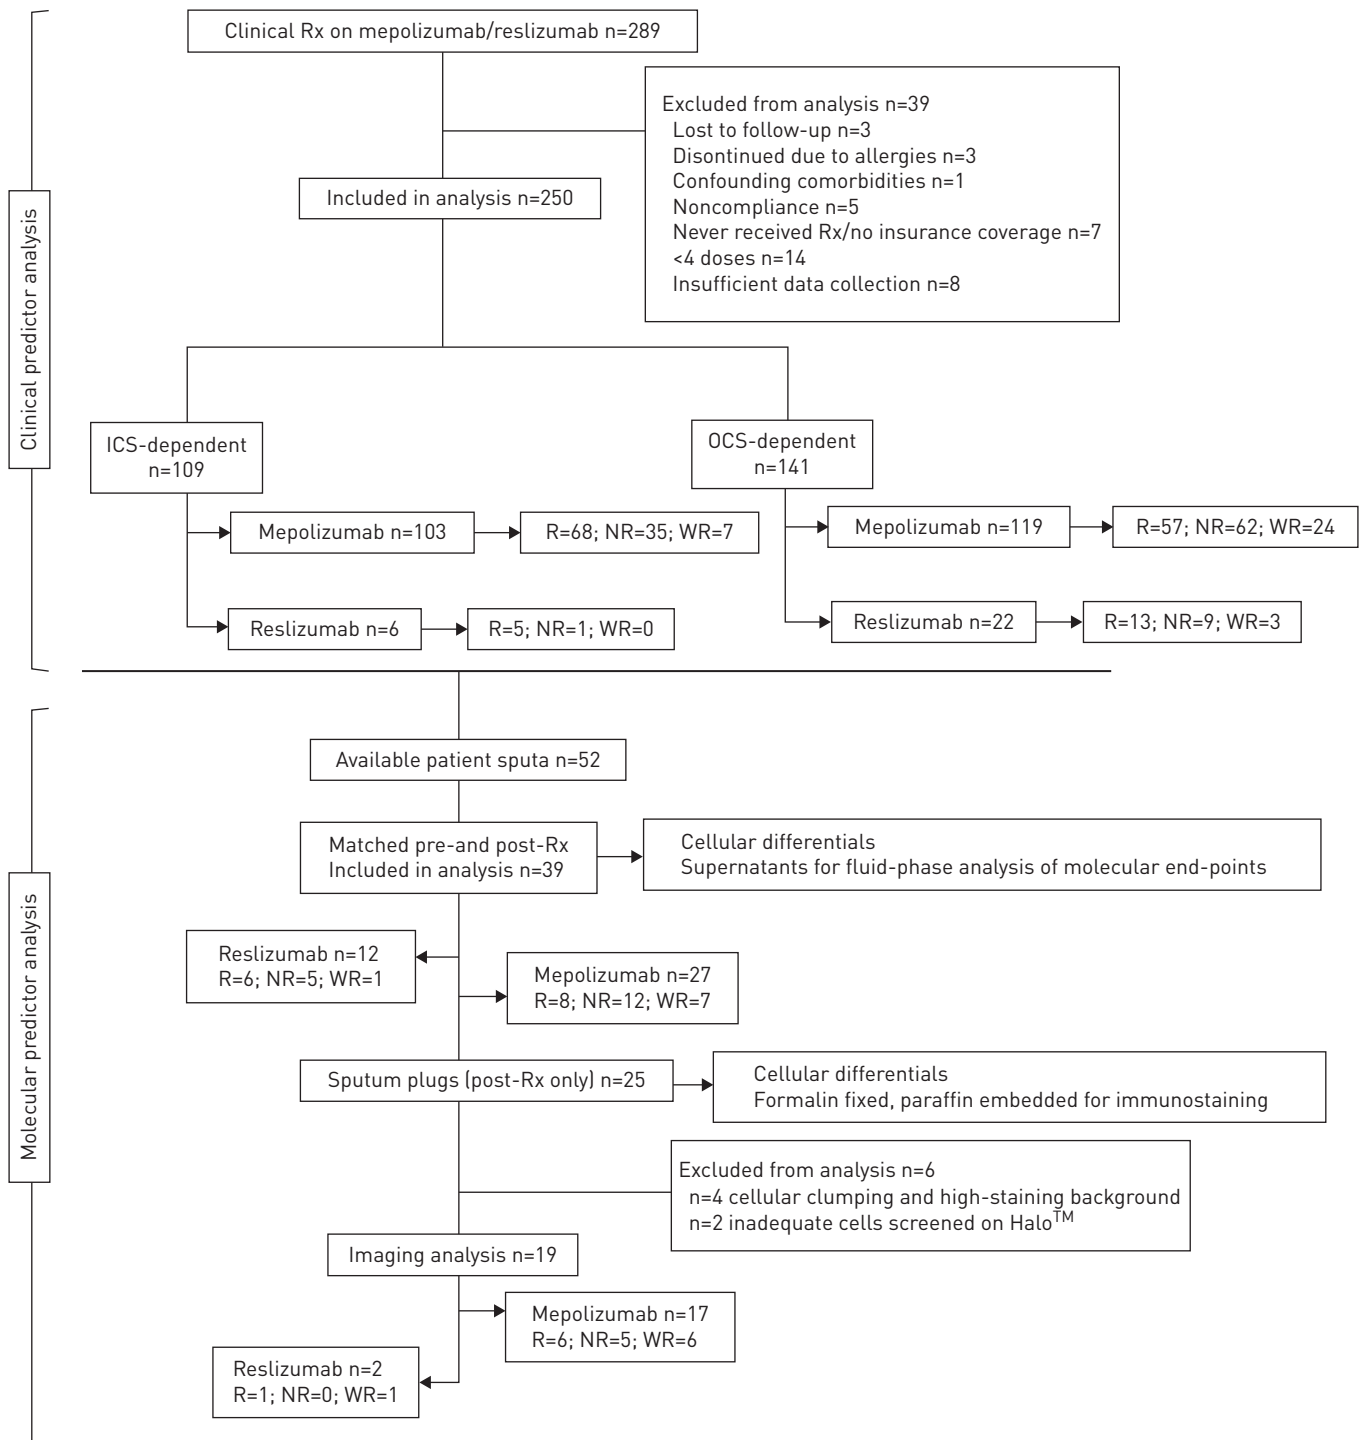 Clinical predictor analysis
Clinical Rx on mepolizumab/reslizumab n=289
Excluded from analysis n=39
Lost to follow-up n=3
Disontinued due to allergies n=3
Confounding comorbidities n=1
Noncompliance n=5
Never received Rx/no insurance coverage n=7
<4 doses n=14
Insufficient data collection n=8
Included in analysis n=250
ICS-dependent
n=109
Mepolizumab n=103
R=68; NR=35; WR=7
Reslizumab n=6
R=5; NR=1; WR=0
OCS-dependent
n=141
Mepolizumab n=119
R=57; NR=62; WR=24
Reslizumab n=22
R=13; NR=9; WR=3
Molecular predictor analysis
Available patient sputa n=52
Matched pre-and post-Rx
Included in analysis n=39
Cellular differentials
Supernatants for fluid-phase analysis of molecular end-points
Reslizumab n=12
R=6; NR=5; WR=1
Mepolizumab n=27
R=8; NR=12; WR=7
Sputum plugs (post-Rx only) n=25
Cellular differentials
Formalin fixed, paraffin embedded for immunostaining
Excluded from analysis n=6
n=4 cellular clumping and high-staining background
n=2 inadequate cells screened on Halo™
Imaging analysis n=19
Mepolizumab n=17
R=6; NR=5; WR=6
Reslizumab n=2
R=1; NR=0; WR=1